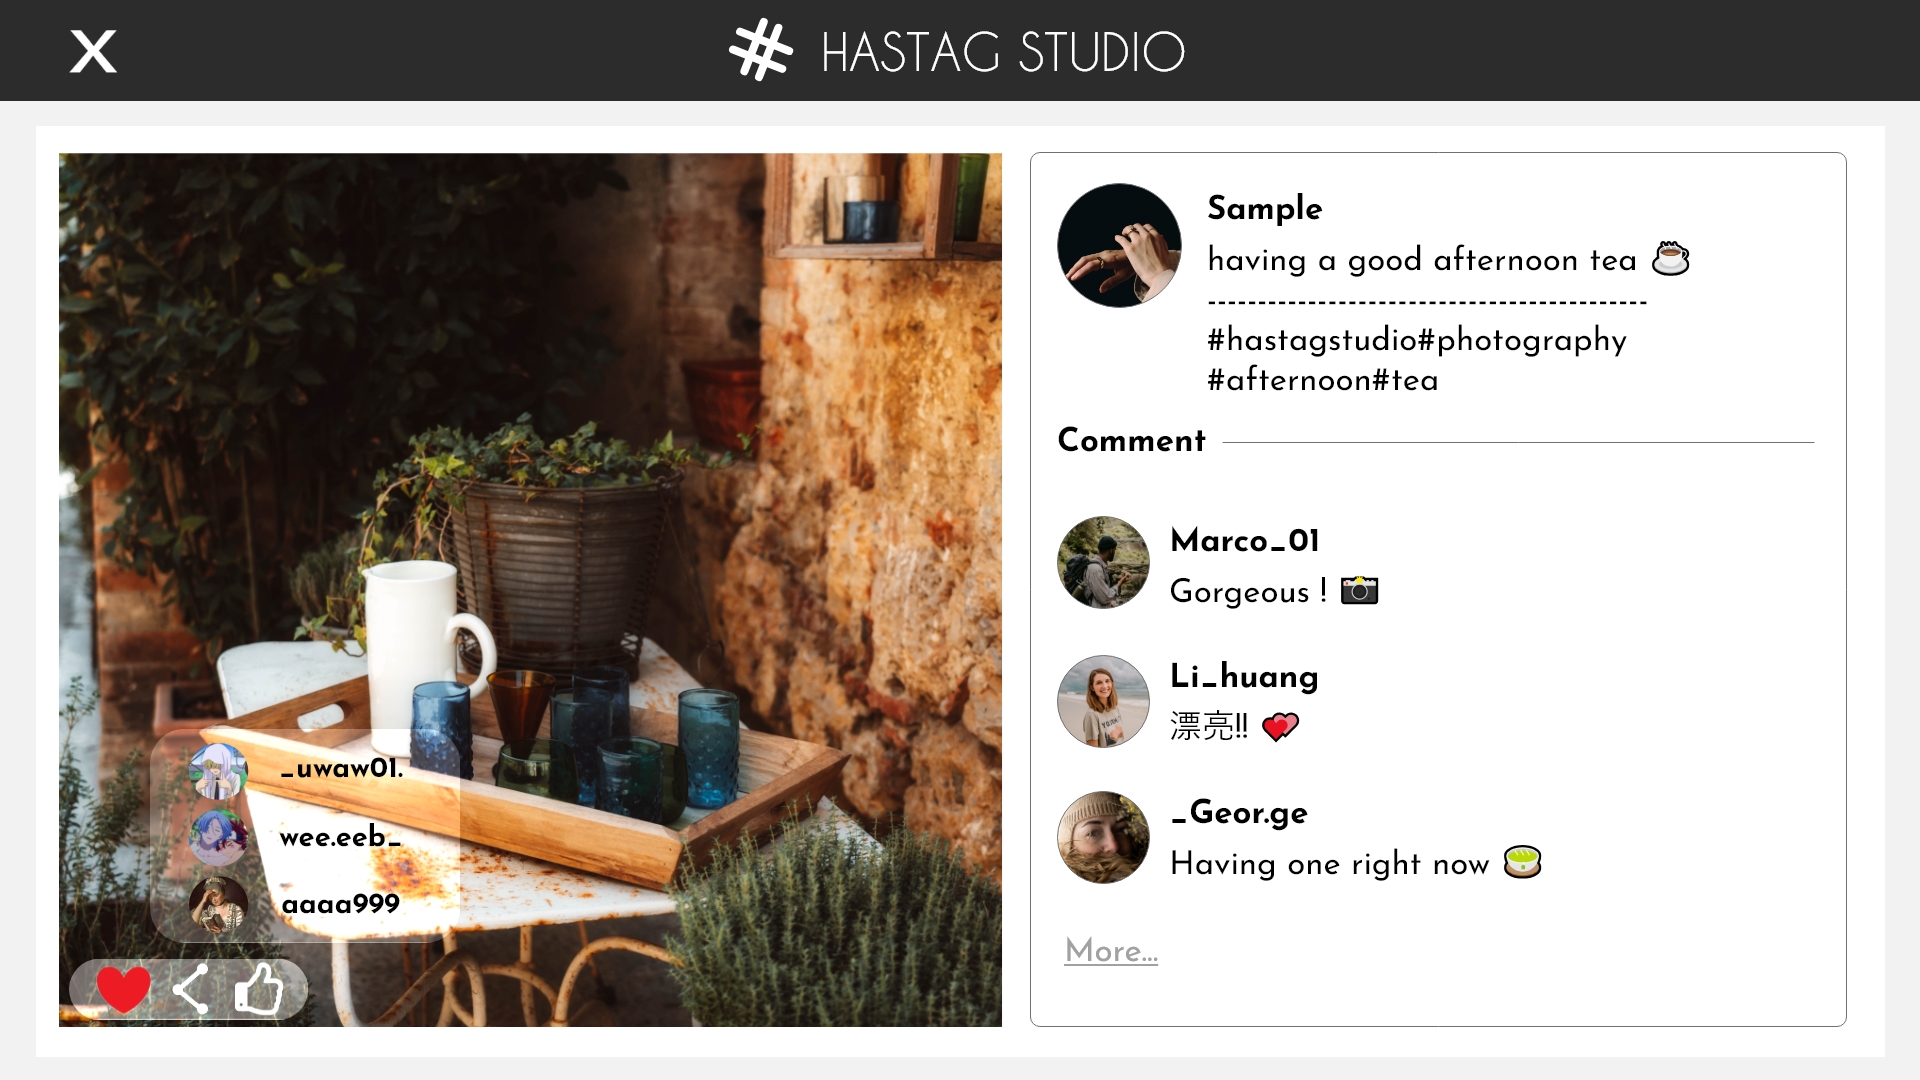 X
# HASTAG STUDIO
Sample
having a good afternoon tea ☕
--------------------------------------------
#hastagstudio#photography
#afternoon#tea
Comment
Marco_01
Gorgeous ! 📷
Li_huang
漂亮!! 💕
_Geor.ge
Having one right now 🍵
More...
_uwaw01.
wee.eeb_
aaaa999